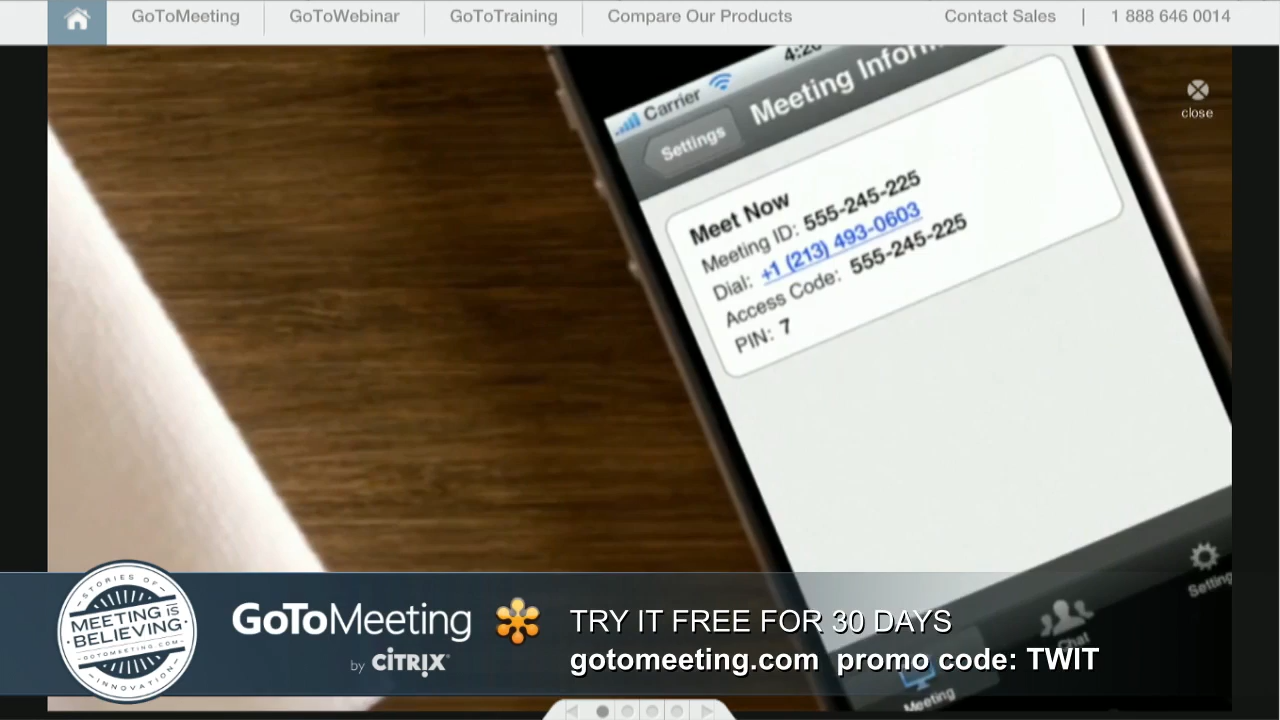 GoToMeeting GoToWebinar GoToTraining Compare Our Products Contact Sales | 1 888 646 0014
close
Carrier 4:20
Settings Meeting Inform
Meet Now
Meeting ID: 555-245-225
Dial: +1 (213) 493-0603
Access Code: 555-245-225
PIN: 7
Setting
Chat
Meeting
STORIES OF
MEETING IS
BELIEVING
GOTOMEETING.COM
INNOVATION
GoToMeeting
by CITRIX
TRY IT FREE FOR 30 DAYS
gotomeeting.com promo code: TWIT